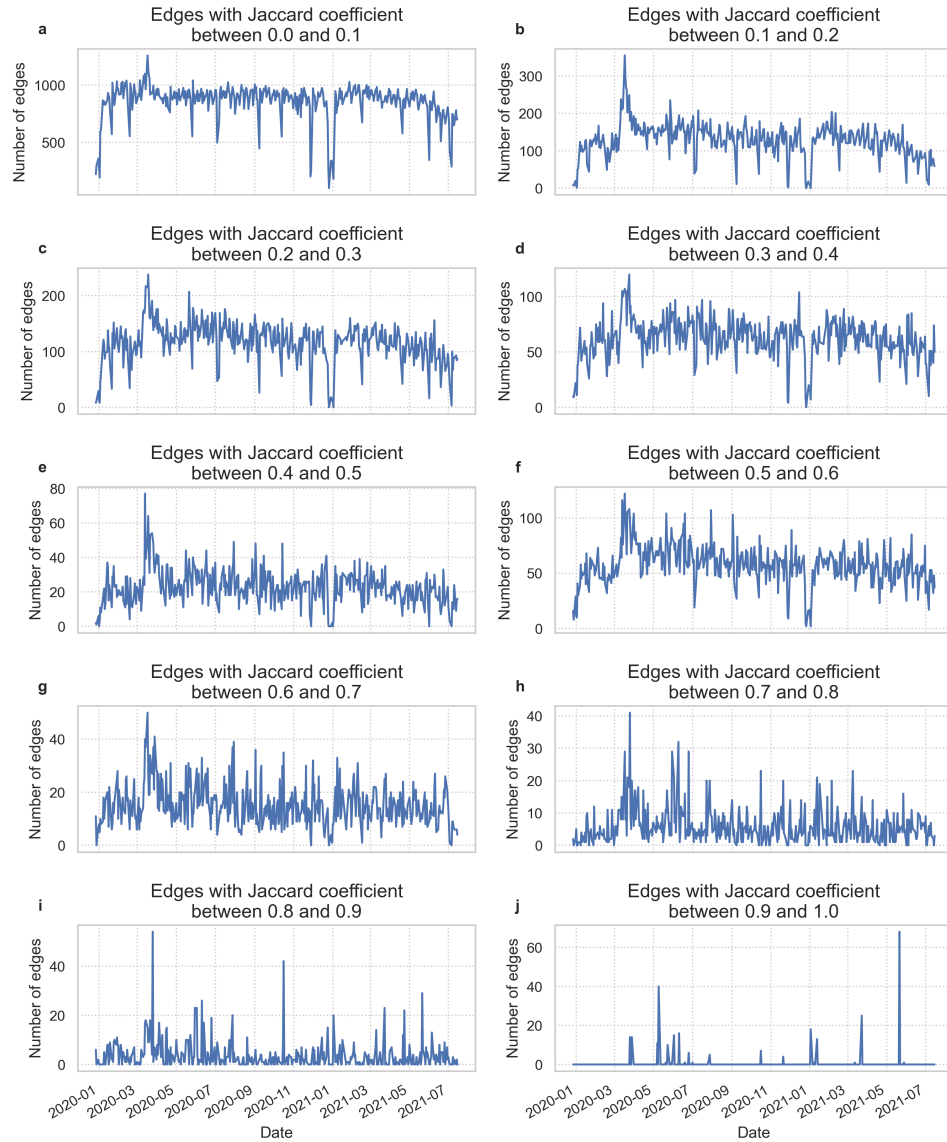 a
Edges with Jaccard coefficient
between 0.0 and 0.1
Number of edges
1000
500
b
Edges with Jaccard coefficient
between 0.1 and 0.2
Number of edges
300
200
100
0
c
Edges with Jaccard coefficient
between 0.2 and 0.3
Number of edges
200
100
0
d
Edges with Jaccard coefficient
between 0.3 and 0.4
Number of edges
100
50
0
e
Edges with Jaccard coefficient
between 0.4 and 0.5
Number of edges
80
60
40
20
0
f
Edges with Jaccard coefficient
between 0.5 and 0.6
Number of edges
100
50
0
g
Edges with Jaccard coefficient
between 0.6 and 0.7
Number of edges
40
20
0
h
Edges with Jaccard coefficient
between 0.7 and 0.8
Number of edges
40
30
20
10
0
i
Edges with Jaccard coefficient
between 0.8 and 0.9
Number of edges
40
20
0
2020-01
2020-03
2020-05
2020-07
2020-09
2020-11
2021-01
2021-03
2021-05
2021-07
Date
j
Edges with Jaccard coefficient
between 0.9 and 1.0
Number of edges
60
40
20
0
2020-01
2020-03
2020-05
2020-07
2020-09
2020-11
2021-01
2021-03
2021-05
2021-07
Date